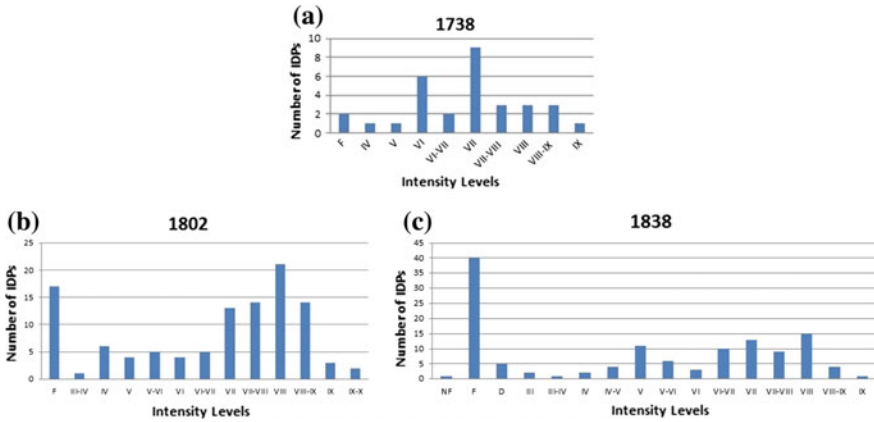 (a)
1738
Number of IDPs
10
8
6
4
2
0
F IV V VI VI-VII VII VII-VIII VIII VIII-IX IX
Intensity Levels
(b)
1802
Number of IDPs
25
20
15
10
5
0
F III-IV IV V V-VI VI VI-VII VII VII-VIII VIII VIII-IX IX IX-X
Intensity Levels
(c)
1838
Number of IDPs
45
40
35
30
25
20
15
10
5
0
NF F D III III-IV IV IV-V V V-VI VI VI-VII VII VII-VIII VIII VIII-IX IX
Intensity Levels